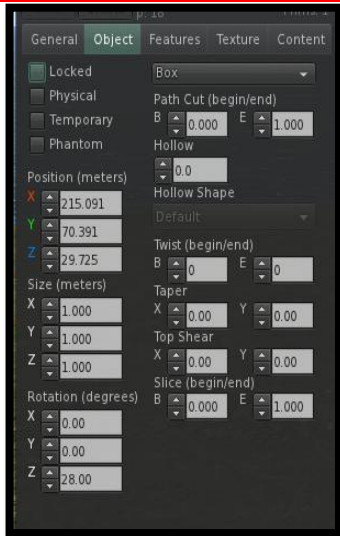 General Object Features Texture Content
Locked
Physical
Temporary
Phantom
Position (meters)
X 215.091
Y 70.391
Z 29.725
Size (meters)
X 1.000
Y 1.000
Z 1.000
Rotation (degrees)
X 0.00
Y 0.00
Z 28.00
Box
Path Cut (begin/end)
B 0.000 E 1.000
Hollow
0.0
Hollow Shape
Default
Twist (begin/end)
B 0 E 0
Taper
X 0.00 Y 0.00
Top Shear
X 0.00 Y 0.00
Slice (begin/end)
B 0.000 E 1.000